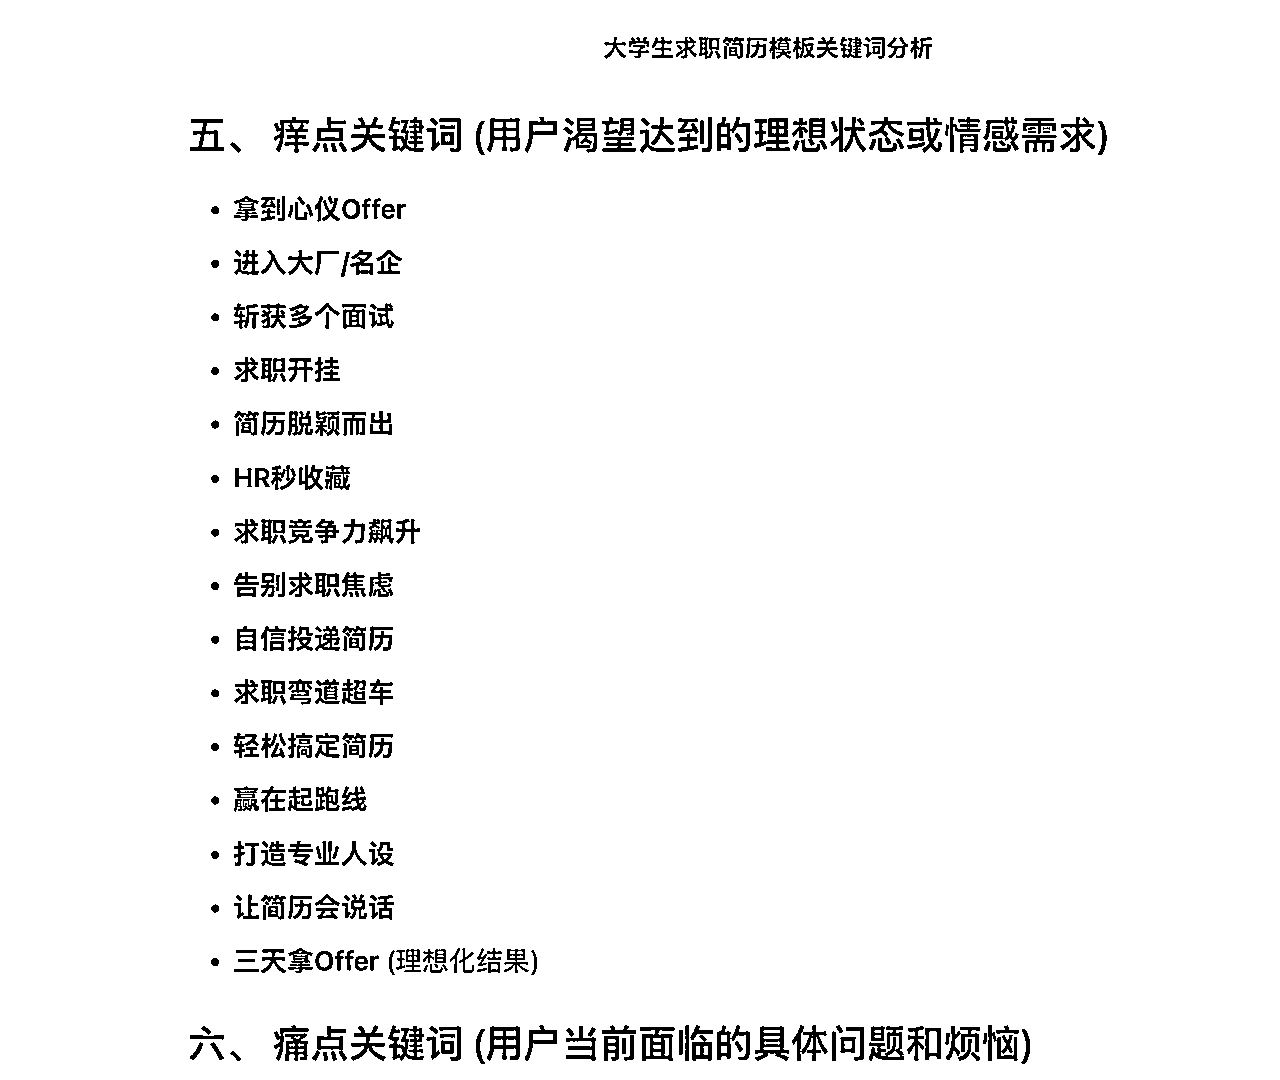 大学生求职简历模板关键词分析
五、 痒点关键词 (用户渴望达到的理想状态或情感需求)
• 拿到心仪Offer
• 进入大厂/名企
• 斩获多个面试
• 求职开挂
• 简历脱颖而出
• HR秒收藏
• 求职竞争力飙升
• 告别求职焦虑
• 自信投递简历
• 求职弯道超车
• 轻松搞定简历
• 赢在起跑线
• 打造专业人设
• 让简历会说话
• 三天拿Offer (理想化结果)
六、 痛点关键词 (用户当前面临的具体问题和烦恼)